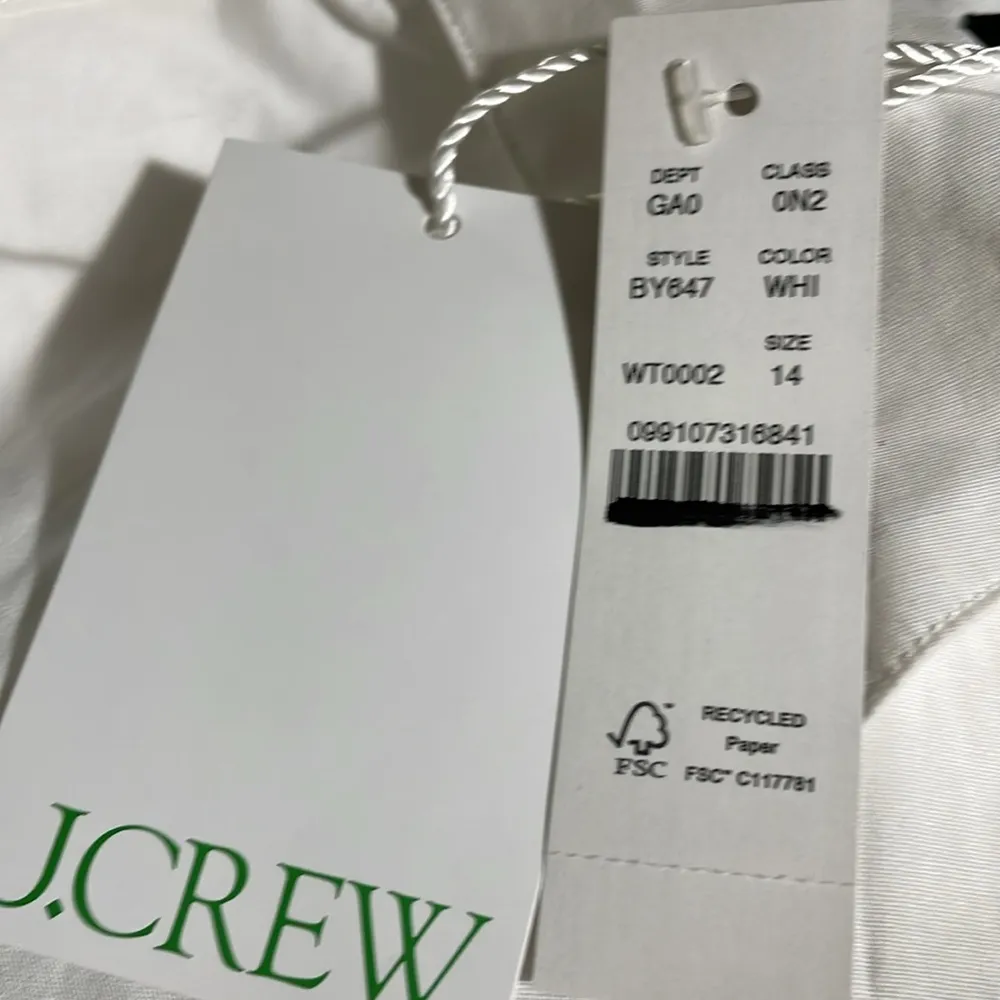 J.CREW
DEPT CLASS
GA0 0N2
STYLE COLOR
BY647 WHI
SIZE
WT0002 14
099107316841
FSC
RECYCLED
Paper
FSC™ C117781